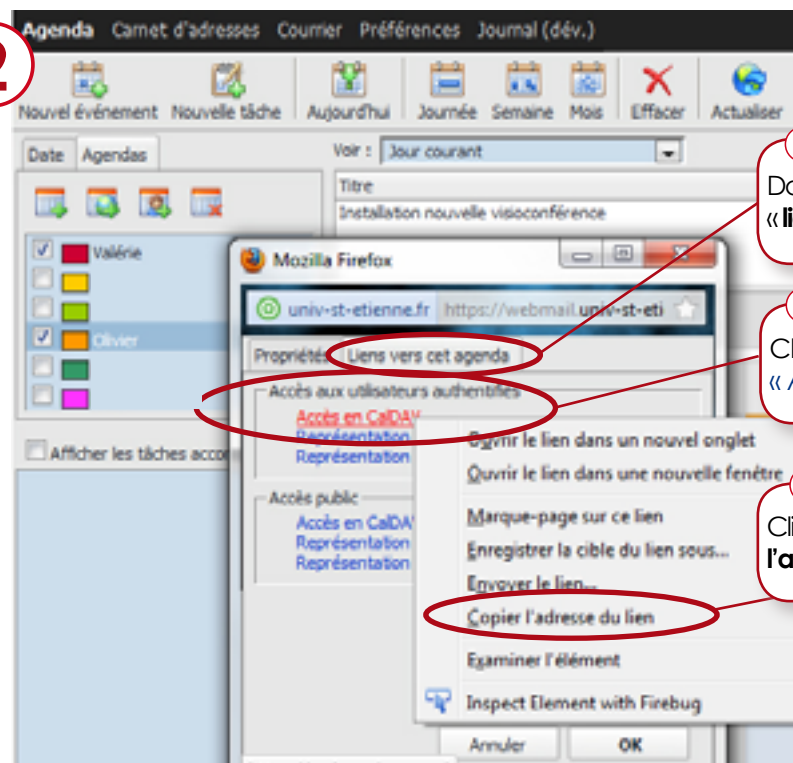 2
Agenda Carnet d'adresses Courrier Préférences Journal (dév.)
Nouvel événement Nouvelle tâche Aujourd'hui Journée Semaine Mois Effacer Actualiser
Date Agendas
Voir : Jour courant
Titre
Installation nouvelle visioconférence
Valérie
Olivier
Afficher les tâches acco
Mozilla Firefox
univ-st-etienne.fr https://webmail.univ-st-eti
Propriétés Liens vers cet agenda
Accès aux utilisateurs authentifiés
Accès en CalDAV
Représentation
Représentation
Accès public
Accès en CalDA
Représentation
Représentation
Ouvrir le lien dans un nouvel onglet
Ouvrir le lien dans une nouvelle fenêtre
Marque-page sur ce lien
Enregistrer la cible du lien sous...
Envoyer le lien...
Copier l'adresse du lien
Examiner l'élément
Inspect Element with Firebug
Annuler OK
Da
« li
Cl
« A
Cli
l'a